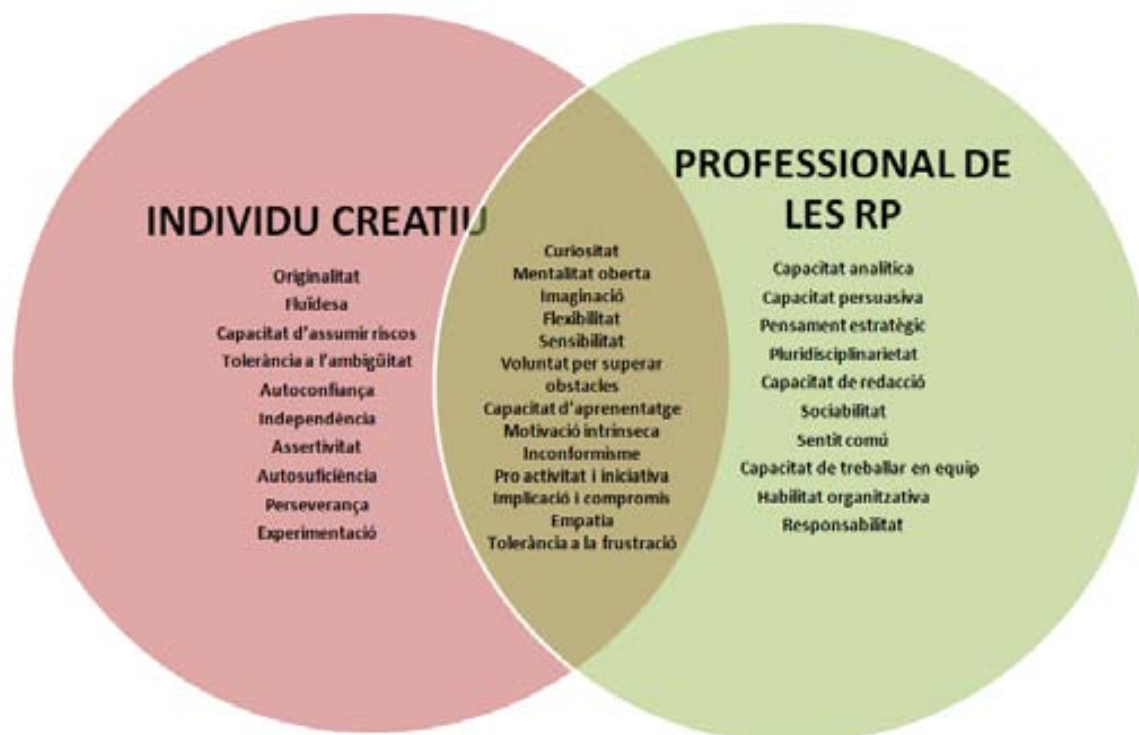 INDIVIDU CREATIU
Originalitat
Fluïdesa
Capacitat d'assumir riscos
Tolerància a l'ambigüitat
Autoconfiança
Independència
Assertivitat
Autosuficiència
Perseverança
Experimentació
Curiositat
Mentalitat oberta
Imaginació
Flexibilitat
Sensibilitat
Voluntat per superar
obstacles
Capacitat d'aprenentatge
Motivació intrínseca
Inconformisme
Pro activitat i iniciativa
Implicació i compromís
Empatia
Tolerància a la frustració
PROFESSIONAL DE
LES RP
Capacitat analítica
Capacitat persuasiva
Pensament estratègic
Pluridisciplinarietat
Capacitat de redacció
Sociabilitat
Sentit comú
Capacitat de treballar en equip
Habilitat organitzativa
Responsabilitat